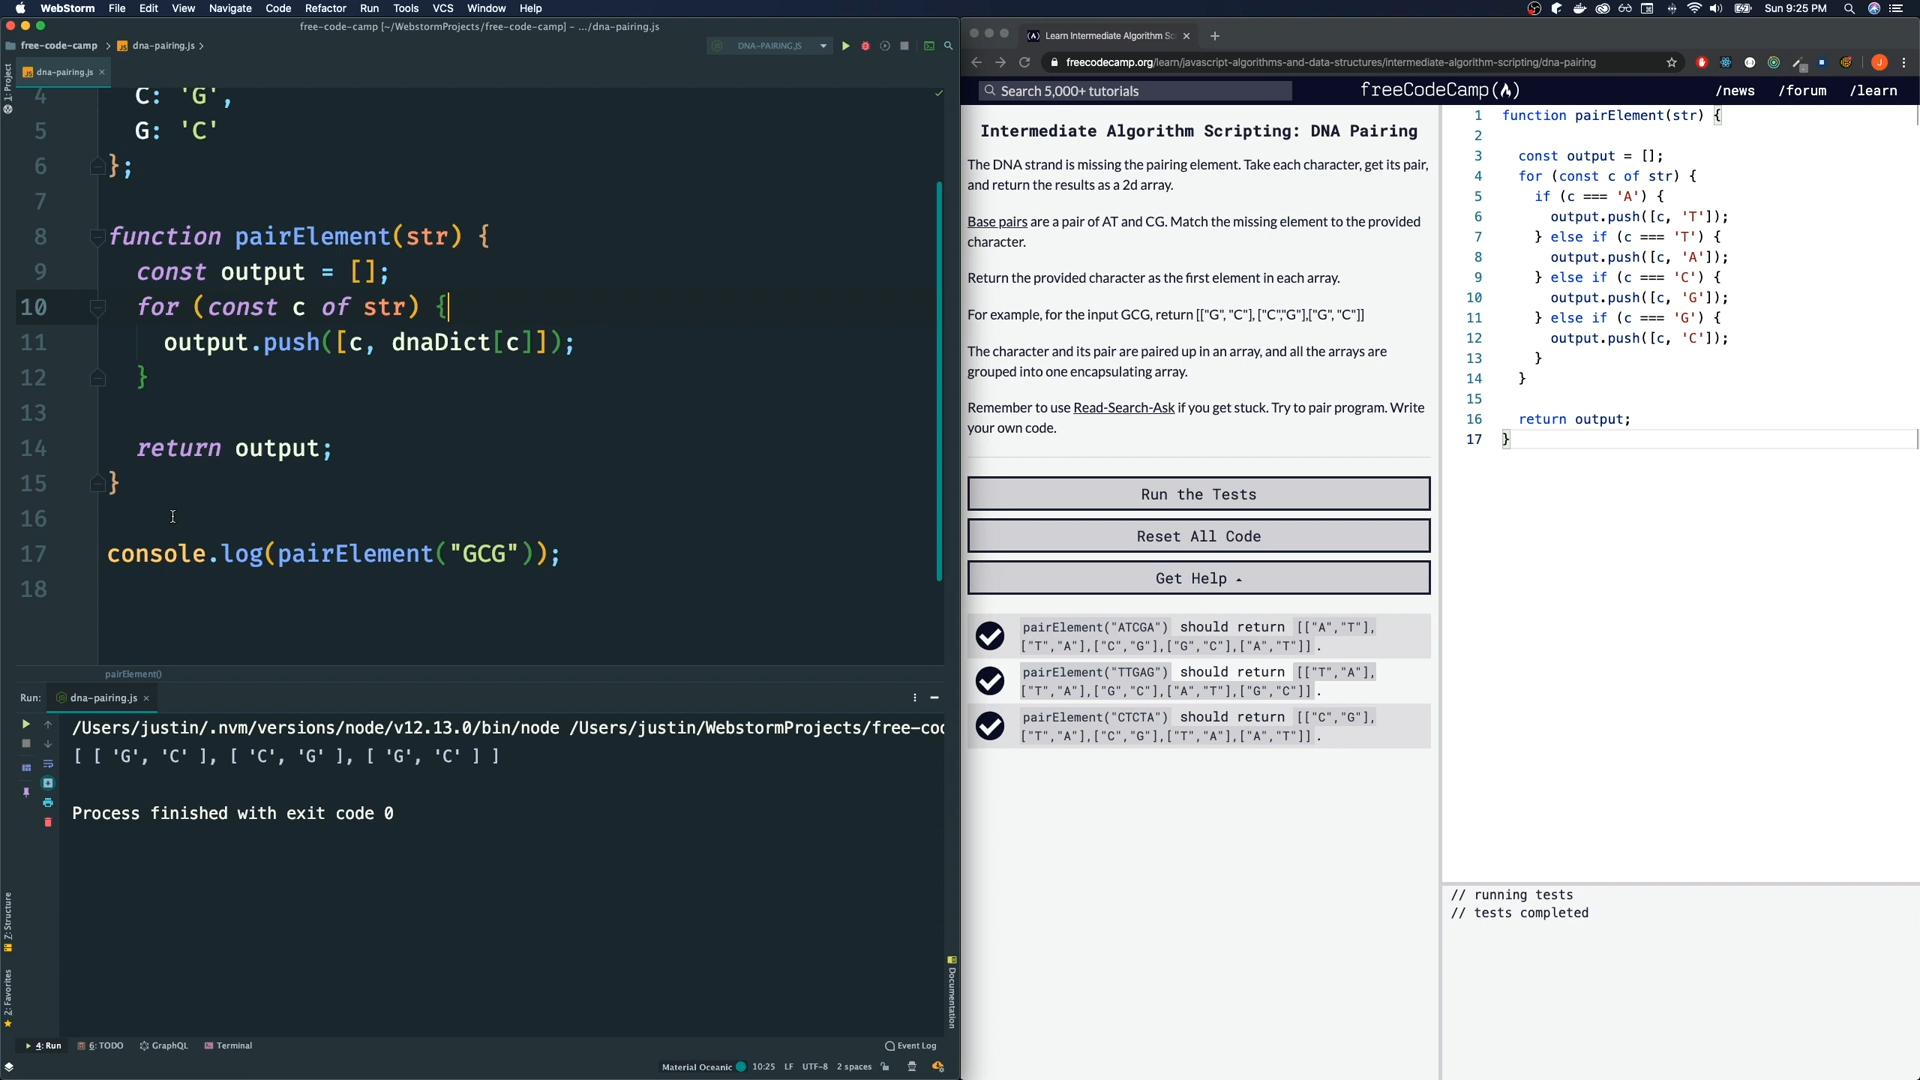 WebStorm File Edit View Navigate Code Refactor Run Tools VCS Window Help
Sun 9:25 PM
free-code-camp [~/WebstormProjects/free-code-camp] – .../dna-pairing.js
free-code-camp dna-pairing.js
DNA-PAIRING.JS
dna-pairing.js
1: Project
4 C: 'G',
5 G: 'C'
6 };
7
8 function pairElement(str) {
9 const output = [];
10 for (const c of str) {
11 output.push([c, dnaDict[c]]);
12 }
13
14 return output;
15 }
16
17 console.log(pairElement("GCG"));
18
pairElement()
Run: dna-pairing.js
/Users/justin/.nvm/versions/node/v12.13.0/bin/node /Users/justin/WebstormProjects/free-co
[ [ 'G', 'C' ], [ 'C', 'G' ], [ 'G', 'C' ] ]
Process finished with exit code 0
Z: Structure
2: Favorites
Documentation
4: Run 6: TODO GraphQL Terminal Event Log
Material Oceanic 10:25 LF UTF-8 2 spaces
Learn Intermediate Algorithm Sc
freecodecamp.org/learn/javascript-algorithms-and-data-structures/intermediate-algorithm-scripting/dna-pairing
J
Search 5,000+ tutorials freeCodeCamp /news /forum /learn
Intermediate Algorithm Scripting: DNA Pairing
The DNA strand is missing the pairing element. Take each character, get its pair,
and return the results as a 2d array.
Base pairs are a pair of AT and CG. Match the missing element to the provided
character.
Return the provided character as the first element in each array.
For example, for the input GCG, return [["G", "C"], ["C","G"],["G", "C"]]
The character and its pair are paired up in an array, and all the arrays are
grouped into one encapsulating array.
Remember to use Read-Search-Ask if you get stuck. Try to pair program. Write
your own code.
Run the Tests
Reset All Code
Get Help
pairElement("ATCGA") should return [["A","T"],
["T","A"],["C","G"],["G","C"],["A","T"]].
pairElement("TTGAG") should return [["T","A"],
["T","A"],["G","C"],["A","T"],["G","C"]].
pairElement("CTCTA") should return [["C","G"],
["T","A"],["C","G"],["T","A"],["A","T"]].
1 function pairElement(str) {
2
3 const output = [];
4 for (const c of str) {
5 if (c === 'A') {
6 output.push([c, 'T']);
7 } else if (c === 'T') {
8 output.push([c, 'A']);
9 } else if (c === 'C') {
10 output.push([c, 'G']);
11 } else if (c === 'G') {
12 output.push([c, 'C']);
13 }
14 }
15
16 return output;
17 }
// running tests
// tests completed